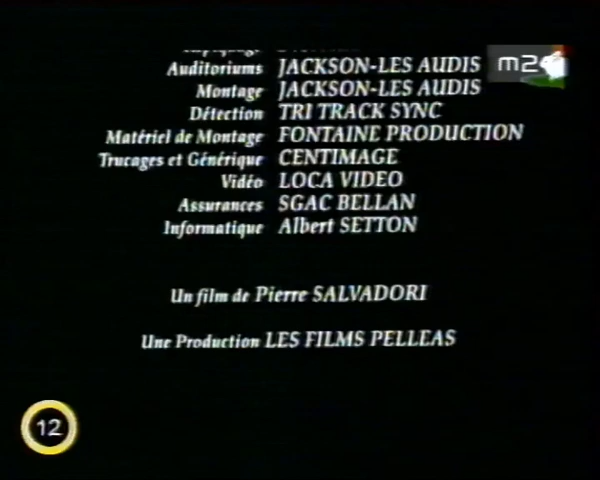 Auditoriums JACKSON-LES AUDIS
m2
Montage JACKSON-LES AUDIS
Détection TRI TRACK SYNC
Matériel de Montage FONTAINE PRODUCTION
Trucages et Générique CENTIMAGE
Vidéo LOCA VIDEO
Assurances SGAC BELLAN
Informatique Albert SETTON
Un film de Pierre SALVADORI
Une Production LES FILMS PELLEAS
12